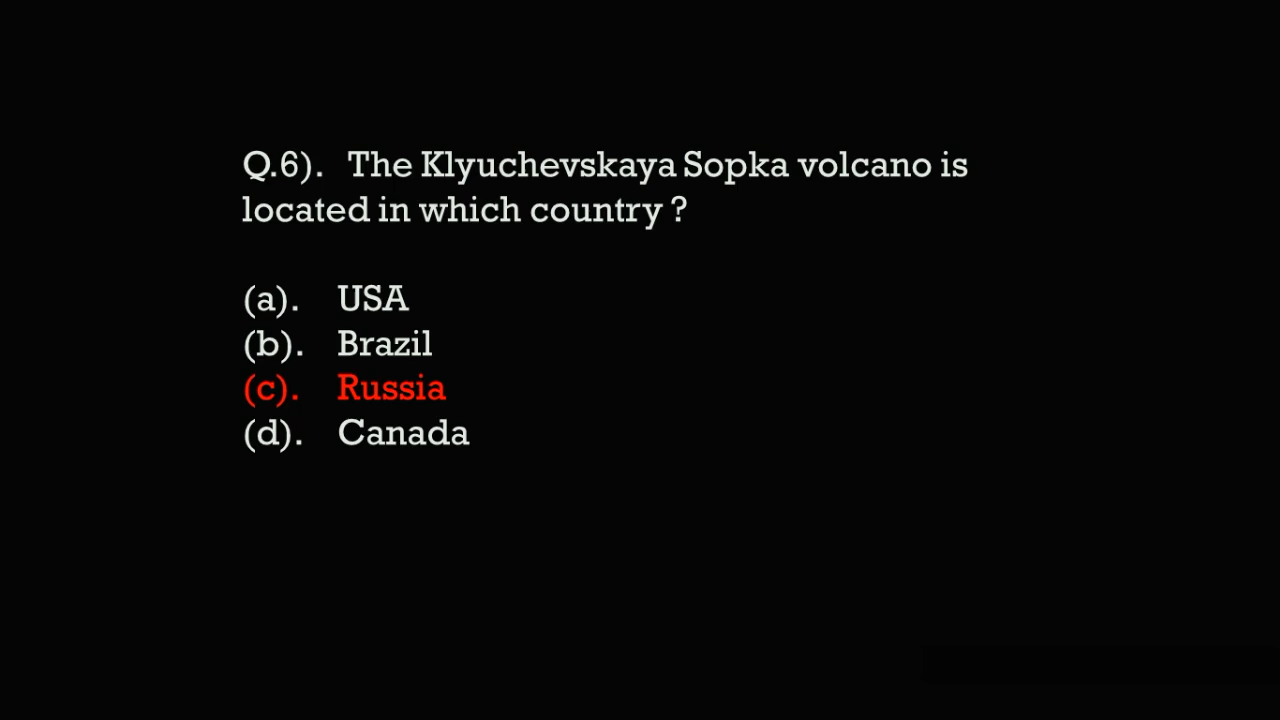 Q.6). The Klyuchevskaya Sopka volcano is
located in which country ?
(a). USA
(b). Brazil
(c). Russia
(d). Canada